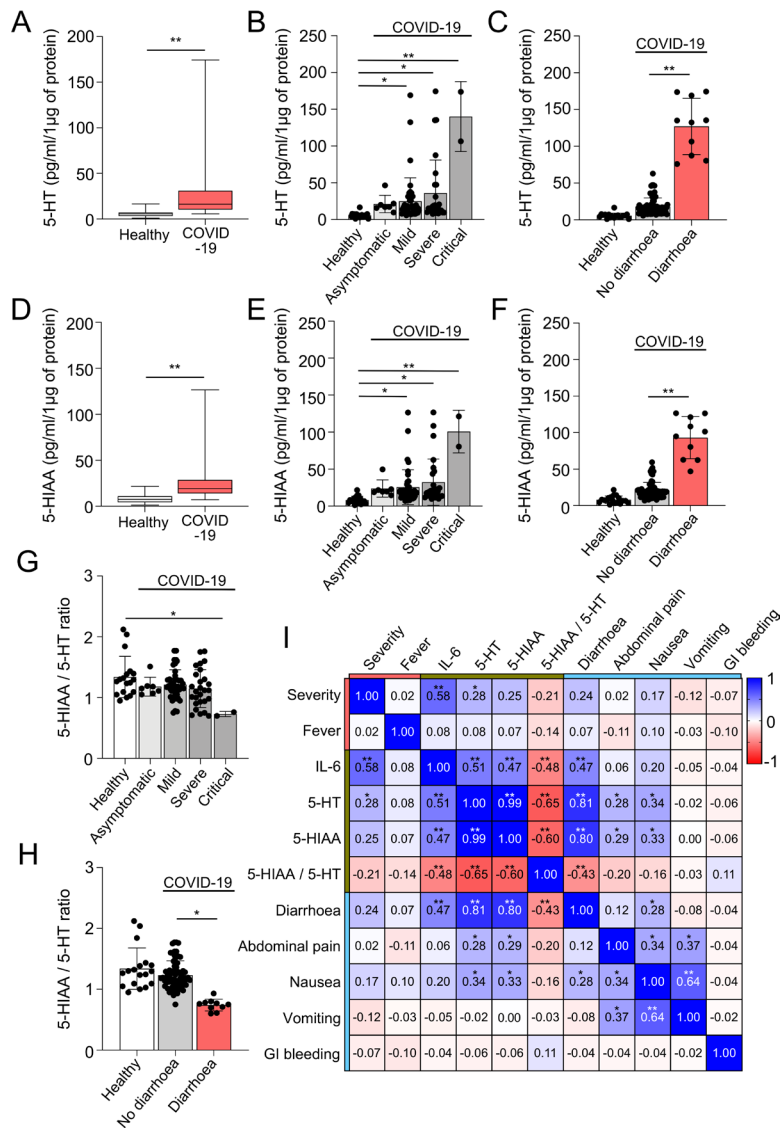 A
5-HT (pg/ml/1µg of protein)
250
200
150
100
50
0
**
Healthy
COVID
-19
B
COVID-19
5-HT (pg/ml/1µg of protein)
250
200
150
100
50
0
**
*
*
Healthy
Asymptomatic
Mild
Severe
Critical
C
COVID-19
5-HT (pg/ml/1µg of protein)
250
200
150
100
50
0
**
Healthy
No diarrhoea
Diarrhoea
D
5-HIAA (pg/ml/1µg of protein)
200
150
100
50
0
**
Healthy
COVID
-19
E
COVID-19
5-HIAA (pg/ml/1µg of protein)
250
200
150
100
50
0
**
*
*
Healthy
Asymptomatic
Mild
Severe
Critical
F
COVID-19
5-HIAA (pg/ml/1µg of protein)
250
200
150
100
50
0
**
Healthy
No diarrhoea
Diarrhoea
G
COVID-19
5-HIAA / 5-HT ratio
3
2
1
0
*
Healthy
Asymptomatic
Mild
Severe
Critical
H
COVID-19
5-HIAA / 5-HT ratio
3
2
1
0
*
Healthy
No diarrhoea
Diarrhoea
I
Severity
Fever
IL-6
5-HT
5-HIAA
5-HIAA / 5-HT
Diarrhoea
Abdominal pain
Nausea
Vomiting
GI bleeding
Severity 1.00 0.02 **0.58 *0.28 0.25 -0.21 0.24 0.02 0.17 -0.12 -0.07
Fever 0.02 1.00 0.08 0.08 0.07 -0.14 0.07 -0.11 0.10 -0.03 -0.10
IL-6 **0.58 0.08 1.00 **0.51 **0.47 **-0.48 **0.47 0.06 0.20 -0.05 -0.04
5-HT *0.28 0.08 **0.51 1.00 **0.99 **-0.65 **0.81 *0.28 *0.34 -0.02 -0.06
5-HIAA 0.25 0.07 **0.47 **0.99 1.00 **-0.60 **0.80 *0.29 *0.33 0.00 -0.06
5-HIAA / 5-HT -0.21 -0.14 **-0.48 **-0.65 **-0.60 1.00 **-0.43 -0.20 -0.16 -0.03 0.11
Diarrhoea 0.24 0.07 **0.47 **0.81 **0.80 **-0.43 1.00 0.12 *0.28 -0.08 -0.04
Abdominal pain 0.02 -0.11 0.06 *0.28 *0.29 -0.20 0.12 1.00 *0.34 *0.37 -0.04
Nausea 0.17 0.10 0.20 *0.34 *0.33 -0.16 *0.28 *0.34 1.00 **0.64 -0.04
Vomiting -0.12 -0.03 -0.05 -0.02 0.00 -0.03 -0.08 *0.37 **0.64 1.00 -0.02
GI bleeding -0.07 -0.10 -0.04 -0.06 -0.06 0.11 -0.04 -0.04 -0.04 -0.02 1.00
1
0
-1